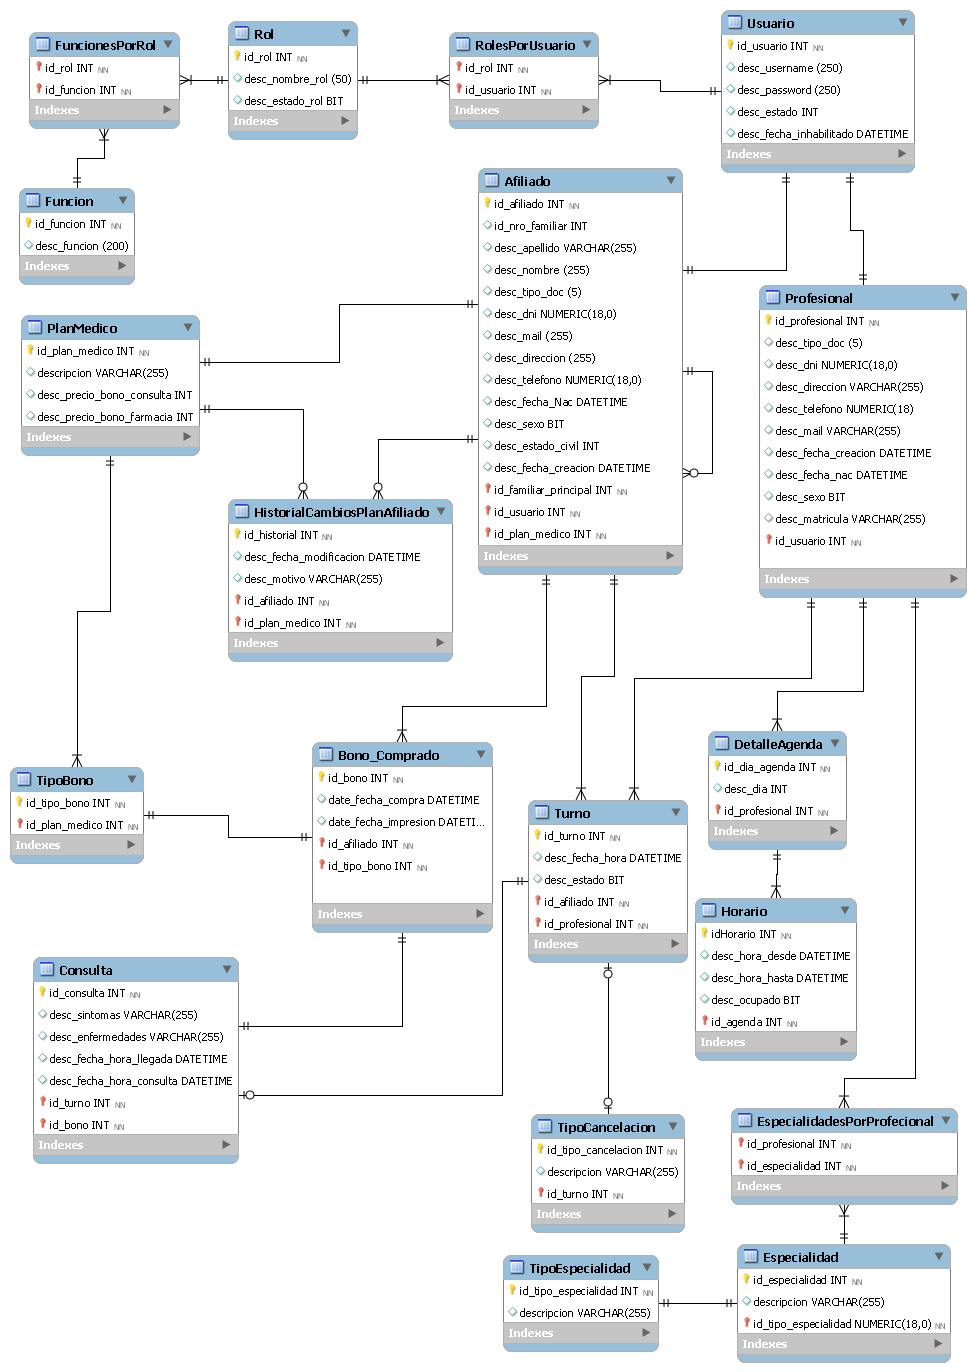 FuncionesPorRol
id_rol INT NN
id_funcion INT NN
Indexes
Rol
id_rol INT NN
desc_nombre_rol (50)
desc_estado_rol BIT
Indexes
RolesPorUsuario
id_rol INT NN
id_usuario INT NN
Indexes
Usuario
id_usuario INT NN
desc_username (250)
desc_password (250)
desc_estado INT
desc_fecha_inhabilitado DATETIME
Indexes
Funcion
id_funcion INT NN
desc_funcion (200)
Indexes
Afiliado
id_afiliado INT NN
id_nro_familiar INT
desc_apellido VARCHAR(255)
desc_nombre (255)
desc_tipo_doc (5)
desc_dni NUMERIC(18,0)
desc_mail (255)
desc_direccion (255)
desc_telefono NUMERIC(18,0)
desc_fecha_Nac DATETIME
desc_sexo BIT
desc_estado_civil INT
desc_fecha_creacion DATETIME
id_familiar_principal INT NN
id_usuario INT NN
id_plan_medico INT NN
Indexes
Profesional
id_profesional INT NN
desc_tipo_doc (5)
desc_dni NUMERIC(18,0)
desc_direccion VARCHAR(255)
desc_telefono NUMERIC(18)
desc_mail VARCHAR(255)
desc_fecha_creacion DATETIME
desc_fecha_nac DATETIME
desc_sexo BIT
desc_matricula VARCHAR(255)
id_usuario INT NN
Indexes
PlanMedico
id_plan_medico INT NN
descripcion VARCHAR(255)
desc_precio_bono_consulta INT
desc_precio_bono_farmacia INT
Indexes
HistorialCambiosPlanAfiliado
id_historial INT NN
desc_fecha_modificacion DATETIME
desc_motivo VARCHAR(255)
id_afiliado INT NN
id_plan_medico INT NN
Indexes
TipoBono
id_tipo_bono INT NN
id_plan_medico INT NN
Indexes
Bono_Comprado
id_bono INT NN
date_fecha_compra DATETIME
date_fecha_impresion DATETI...
id_afiliado INT NN
id_tipo_bono INT NN
Indexes
Turno
id_turno INT NN
desc_fecha_hora DATETIME
desc_estado BIT
id_afiliado INT NN
id_profesional INT NN
Indexes
DetalleAgenda
id_dia_agenda INT NN
desc_dia INT
id_profesional INT NN
Indexes
Horario
idHorario INT NN
desc_hora_desde DATETIME
desc_hora_hasta DATETIME
desc_ocupado BIT
id_agenda INT NN
Indexes
Consulta
id_consulta INT NN
desc_sintomas VARCHAR(255)
desc_enfermedades VARCHAR(255)
desc_fecha_hora_llegada DATETIME
desc_fecha_hora_consulta DATETIME
id_turno INT NN
id_bono INT NN
Indexes
TipoCancelacion
id_tipo_cancelacion INT NN
descripcion VARCHAR(255)
id_turno INT NN
Indexes
EspecialidadesPorProfecional
id_profesional INT NN
id_especialidad INT NN
Indexes
TipoEspecialidad
id_tipo_especialidad INT NN
descripcion VARCHAR(255)
Indexes
Especialidad
id_especialidad INT NN
descripcion VARCHAR(255)
id_tipo_especialidad NUMERIC(18,0) NN
Indexes